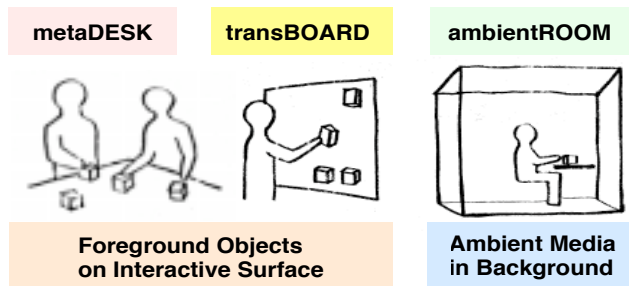 metaDESK
transBOARD
ambientROOM
Foreground Objects
on Interactive Surface
Ambient Media
in Background